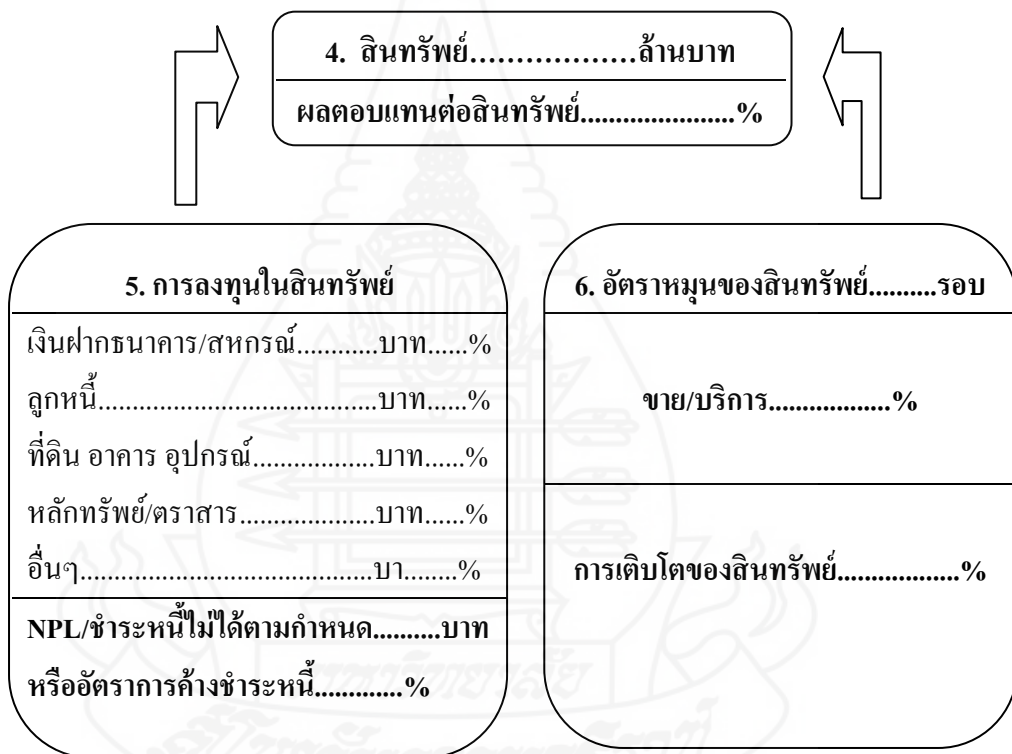 4. สินทรัพย์..................ล้านบาท
ผลตอบแทนต่อสินทรัพย์......................%
5. การลงทุนในสินทรัพย์
เงินฝากธนาคาร/สหกรณ์............บาท......%
ลูกหนี้........................................บาท......%
ที่ดิน อาคาร อุปกรณ์..................บาท......%
หลักทรัพย์/ตราสาร....................บาท......%
อื่นๆ..........................................บา........%
NPL/ชำระหนี้ไม่ได้ตามกำหนด..........บาท
หรืออัตราการค้างชำระหนี้.............%
6. อัตราหมุนของสินทรัพย์..........รอบ
ขาย/บริการ..................%
การเติบโตของสินทรัพย์..................%